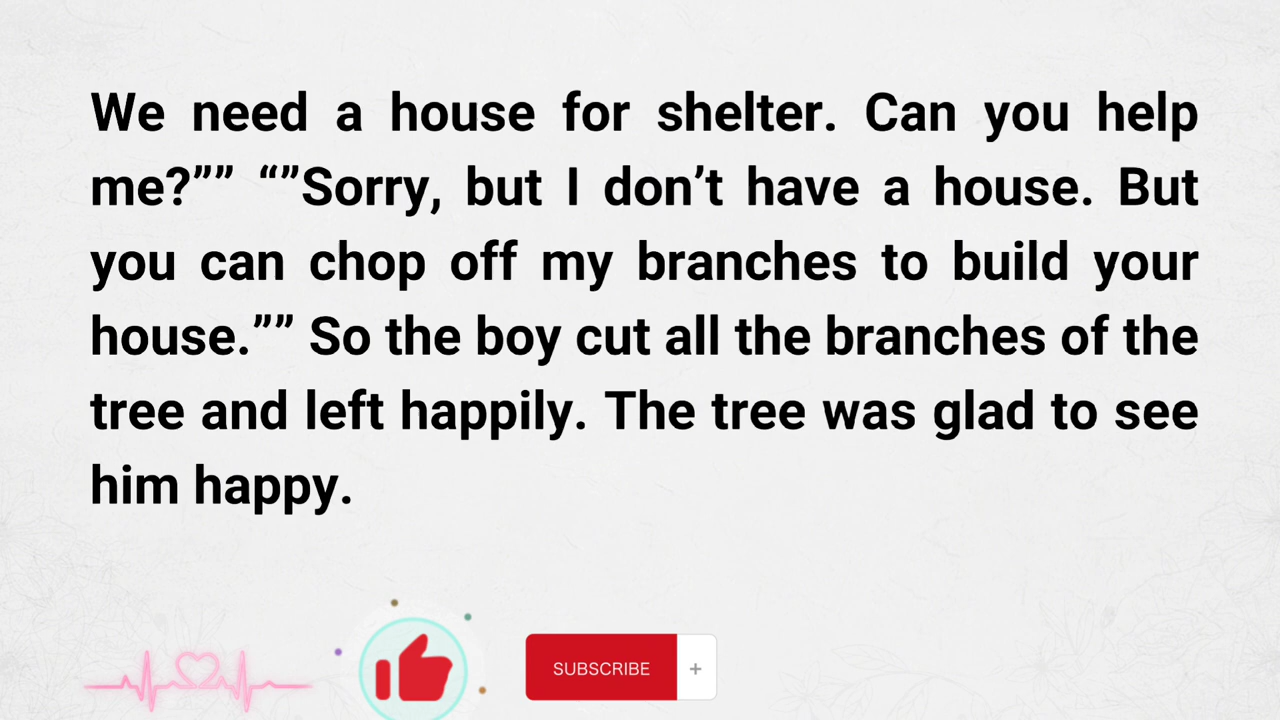 We need a house for shelter. Can you help
me?”” “”Sorry, but I don’t have a house. But
you can chop off my branches to build your
house.”” So the boy cut all the branches of the
tree and left happily. The tree was glad to see
him happy.
SUBSCRIBE +